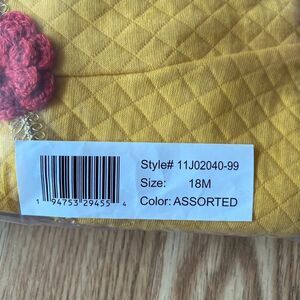 Style# 11J02040-99
Size: 18M
Color: ASSORTED
1 94753 29455 4